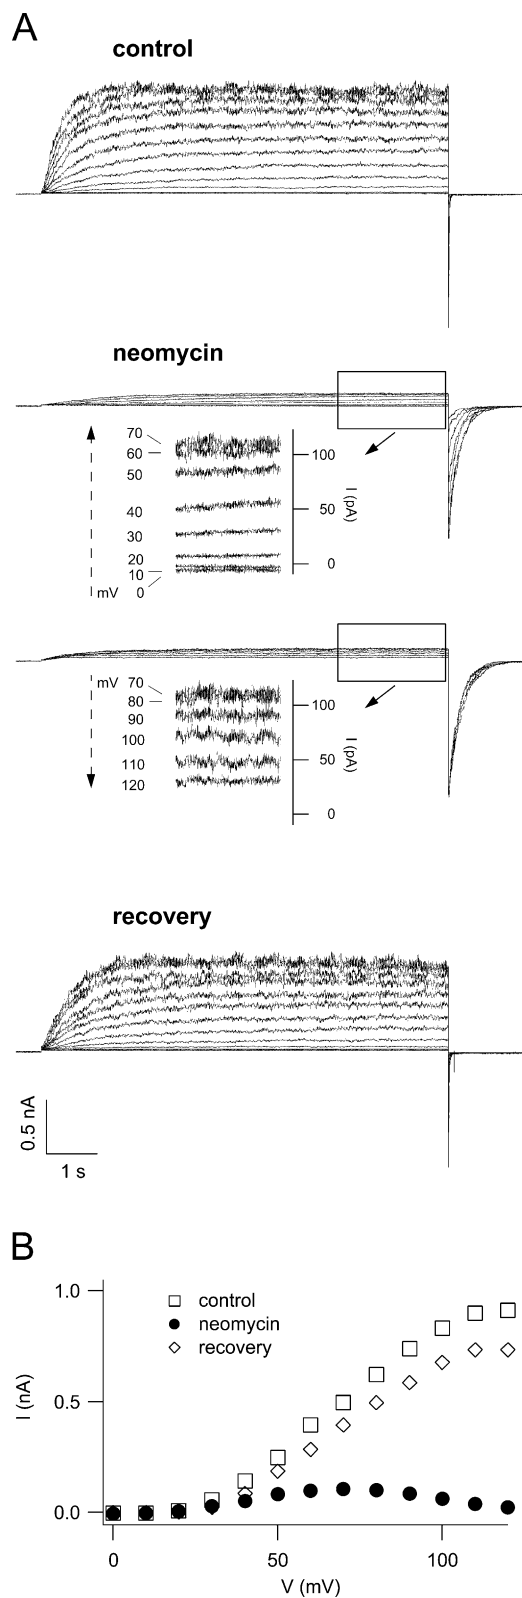 A
control
neomycin
70
60
50
40
30
20
10
mV 0
100
50
0
I (pA)
mV 70
80
90
100
110
120
100
50
0
I (pA)
recovery
0.5 nA
1 s
B
1.0
0.5
0.0
I (nA)
control
neomycin
recovery
0 50 100
V (mV)